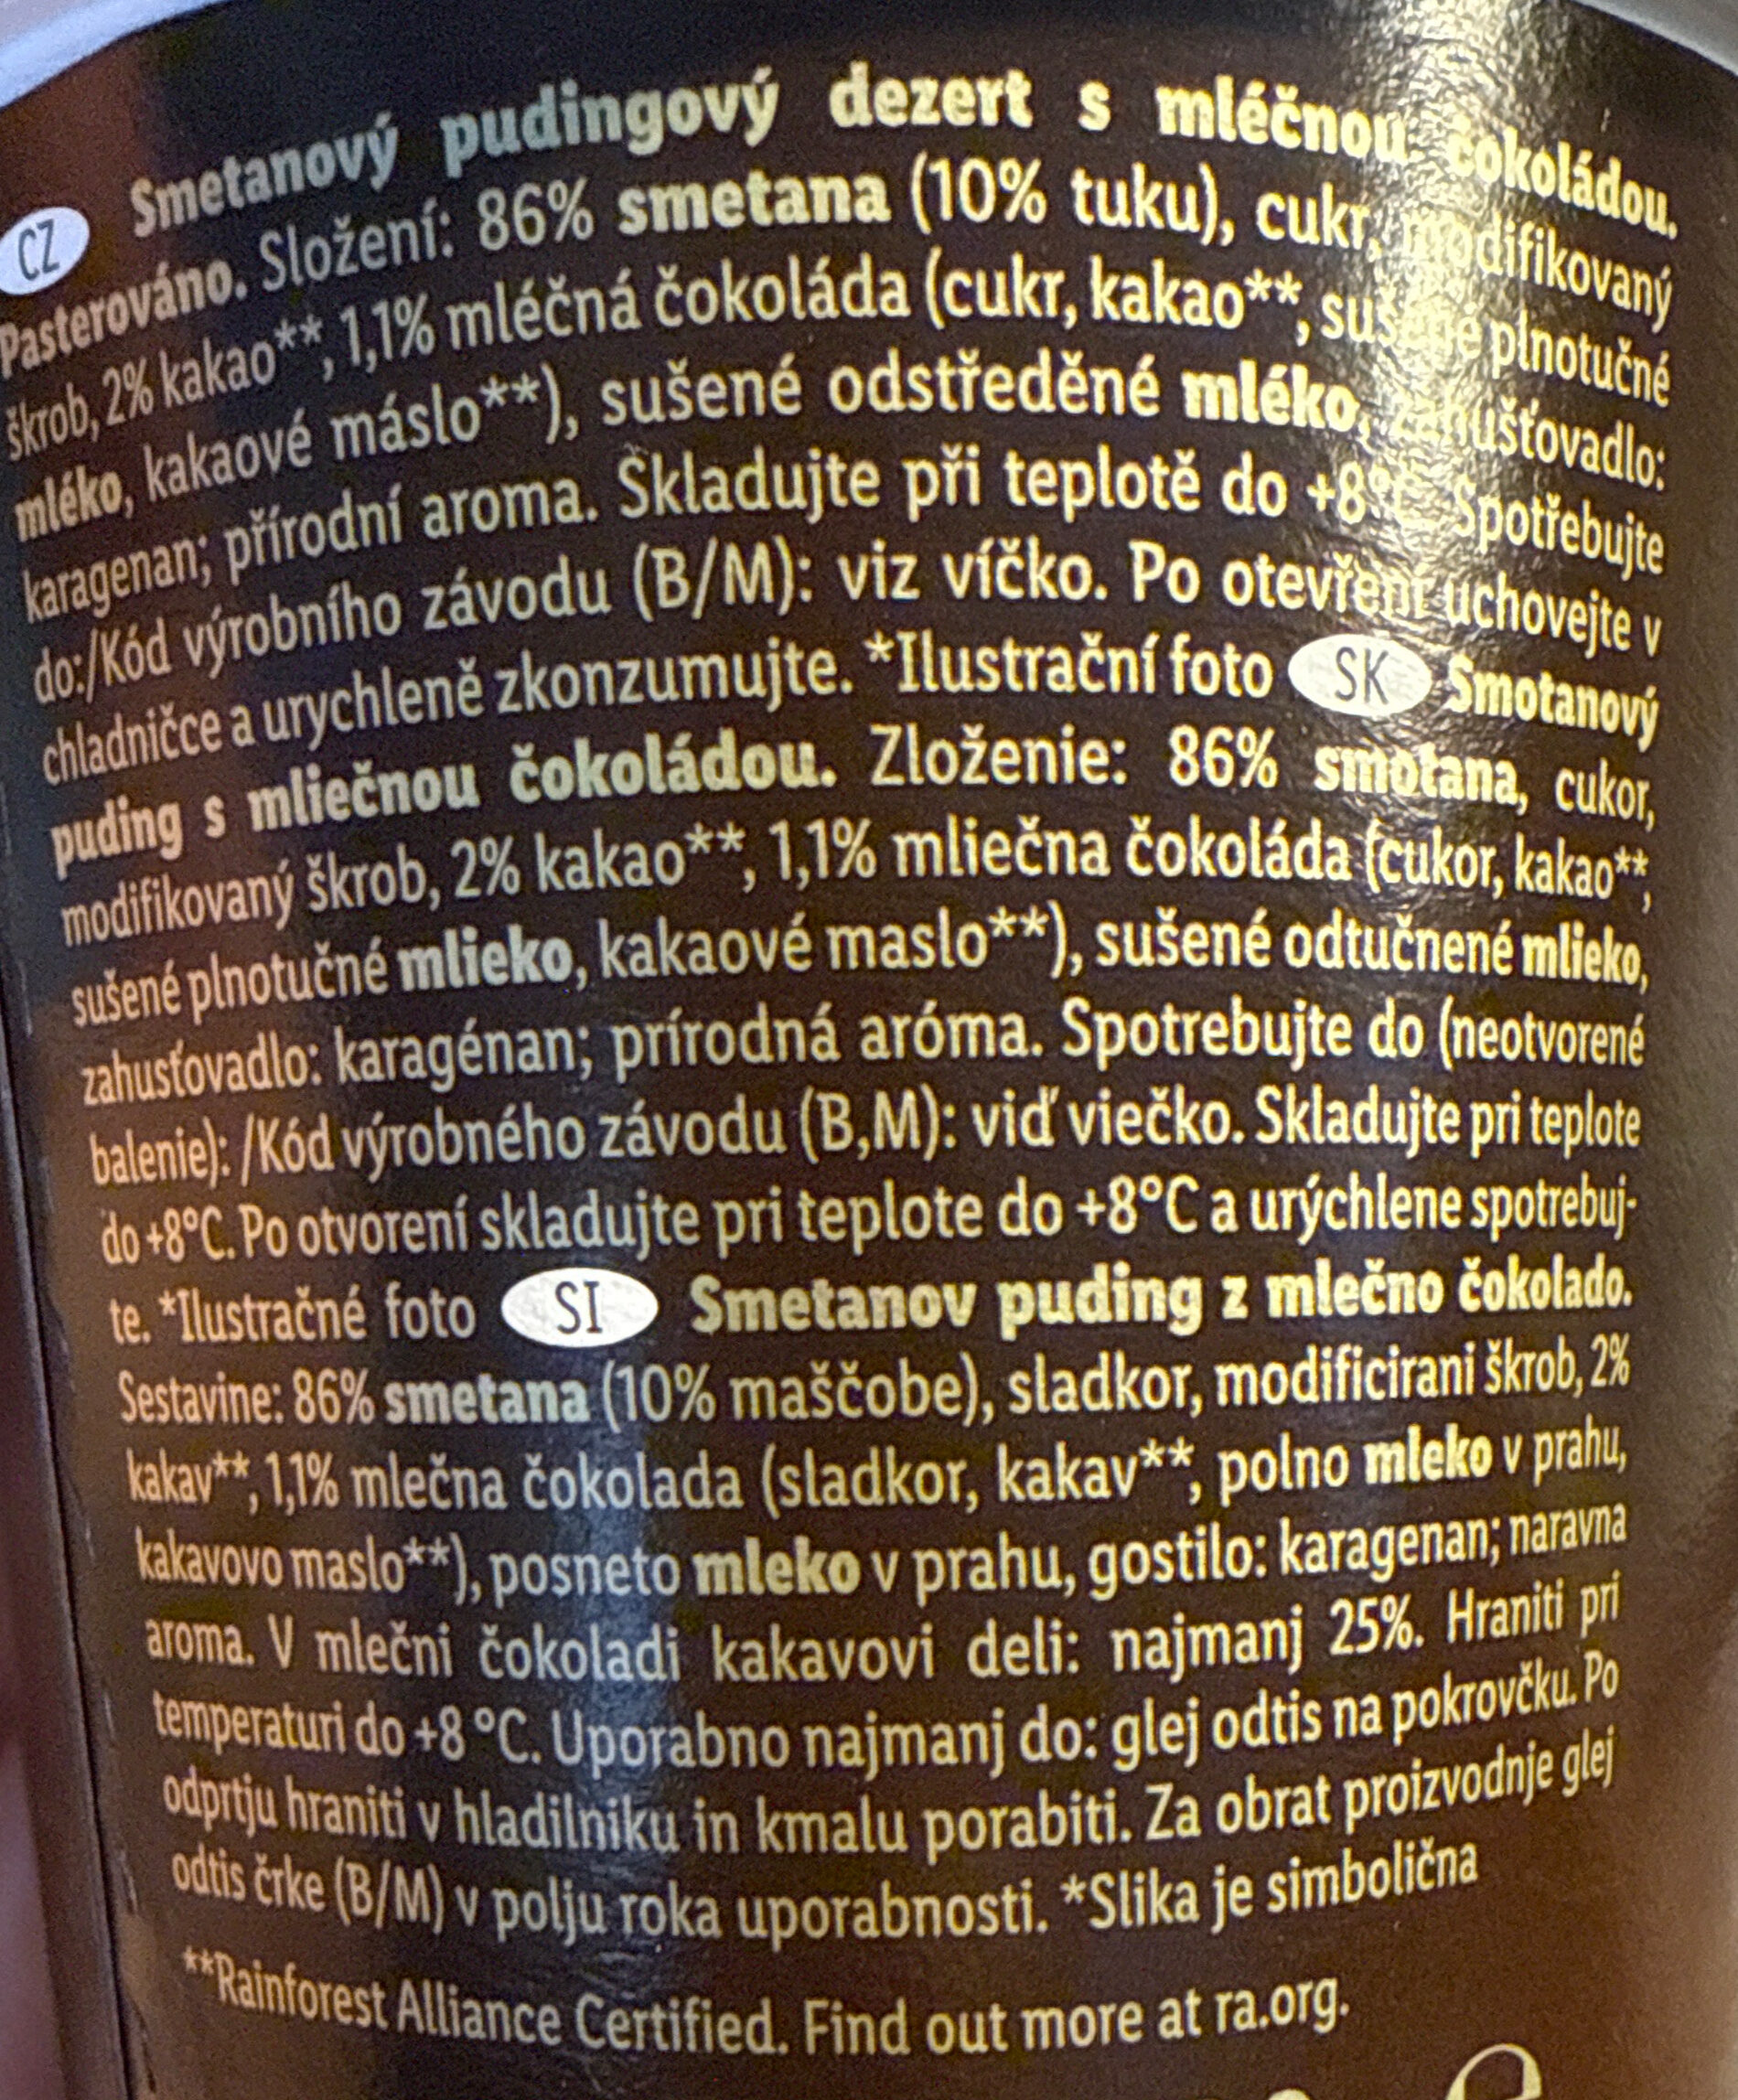 CZ Smetanový pudingový dezert s mléčnou čokoládou.
Pasterováno. Složení: 86% smetana (10% tuku), cukr, modifikovaný
škrob, 2% kakao**, 1,1% mléčná čokoláda (cukr, kakao**, sušené plnotučné
mléko, kakaové máslo**), sušené odstředěné mléko, zahušťovadlo:
karagenan; přírodní aroma. Skladujte při teplotě do +8°C. Spotřebujte
do:/Kód výrobního závodu (B/M): viz víčko. Po otevření uchovejte v
chladničce a urychleně zkonzumujte. *Ilustrační foto SK Smotanový
puding s mliečnou čokoládou. Zloženie: 86% smotana, cukor,
modifikovaný škrob, 2% kakao**, 1,1% mliečna čokoláda (cukor, kakao**,
sušené plnotučné mlieko, kakaové maslo**), sušené odtučnené mlieko,
zahusťovadlo: karagénan; prírodná aróma. Spotrebujte do (neotvorené
balenie): /Kód výrobného závodu (B,M): viď viečko. Skladujte pri teplote
do +8°C. Po otvorení skladujte pri teplote do +8°C a urýchlene spotrebuj-
te. *Ilustračné foto SI Smetanov puding z mlečno čokolado.
Sestavine: 86% smetana (10% maščobe), sladkor, modificirani škrob, 2%
kakav**, 1,1% mlečna čokolada (sladkor, kakav**, polno mleko v prahu,
kakavovo maslo**), posneto mleko v prahu, gostilo: karagenan; naravna
aroma. V mlečni čokoladi kakavovi deli: najmanj 25%. Hraniti pri
temperaturi do +8 °C. Uporabno najmanj do: glej odtis na pokrovčku. Po
odprtju hraniti v hladilniku in kmalu porabiti. Za obrat proizvodnje glej
odtis črke (B/M) v polju roka uporabnosti. *Slika je simbolična
**Rainforest Alliance Certified. Find out more at ra.org.